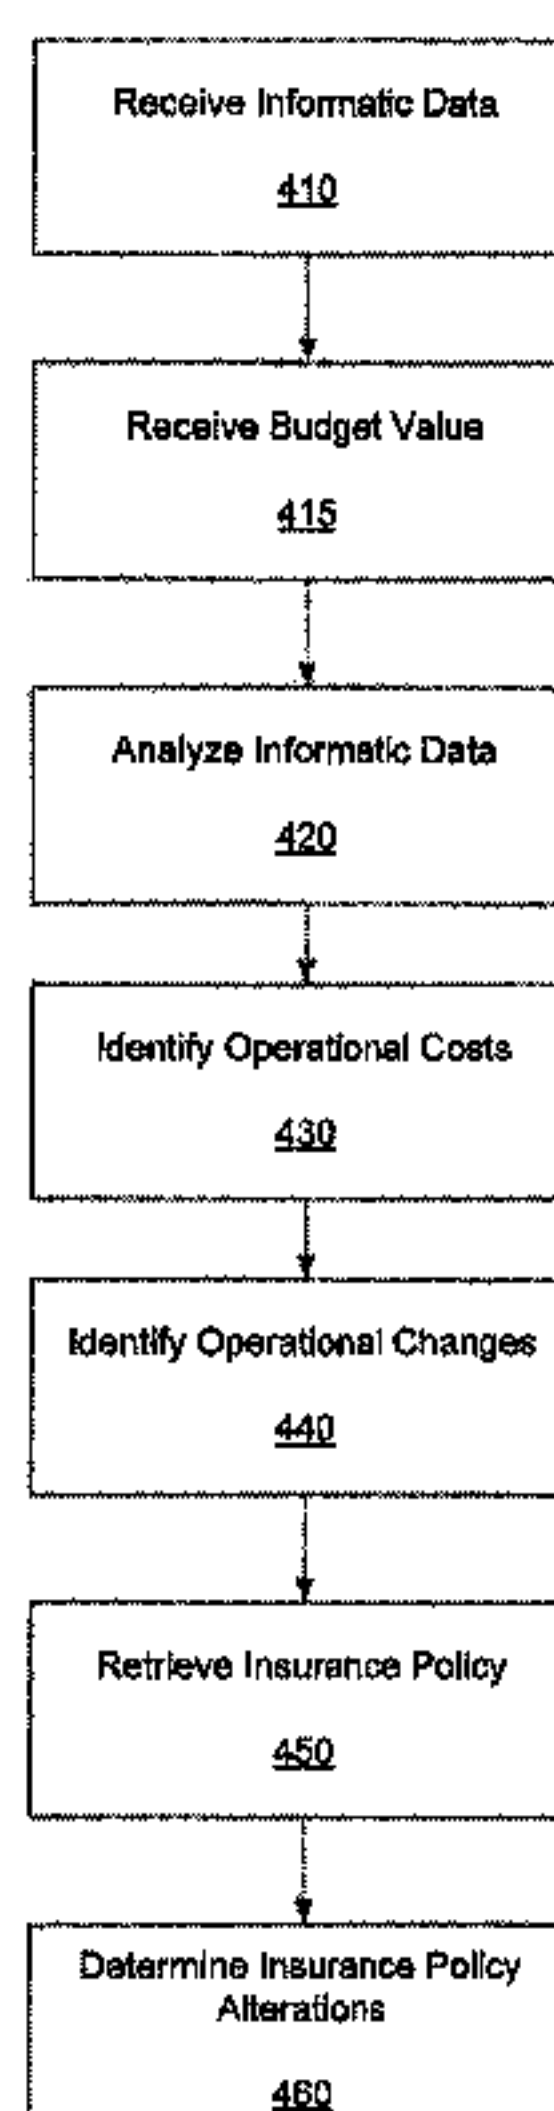 Receive Informatic Data
410
Receive Budget Value
415
Analyze Informatic Data
420
Identify Operational Costs
430
Identify Operational Changes
440
Retrieve Insurance Policy
450
Determine Insurance Policy
Alterations
460